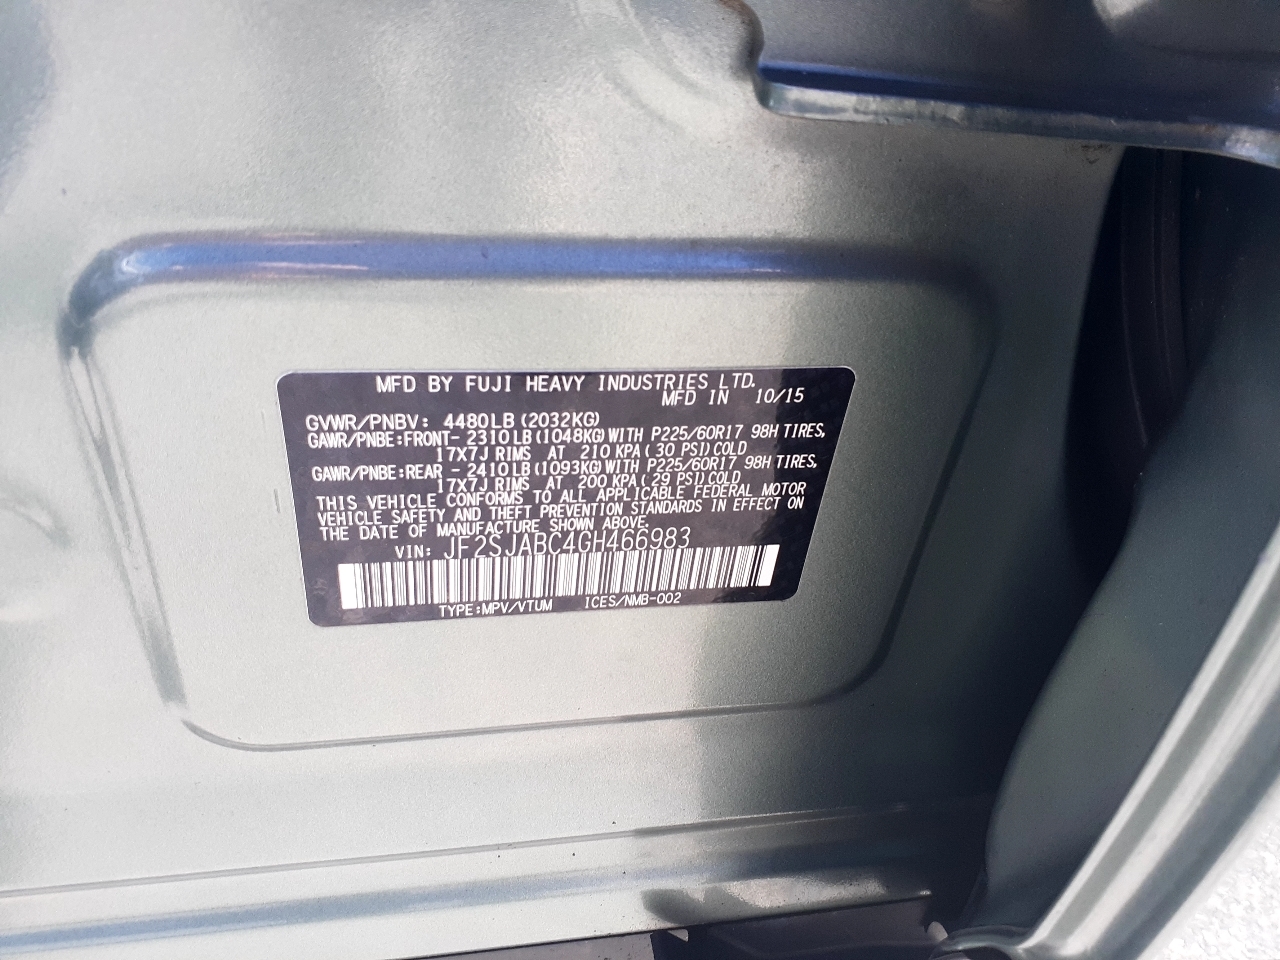 MFD BY FUJI HEAVY INDUSTRIES LTD.
MFD IN 10/15
GVWR/PNBV: 4480LB (2032KG)
GAWR/PNBE:FRONT- 2310LB (1048KG) WITH P225/60R17 98H TIRES,
17X7J RIMS AT 210 KPA ( 30 PSI) COLD
GAWR/PNBE:REAR - 2410LB (1093KG) WITH P225/60R17 98H TIRES,
17X7J RIMS AT 200 KPA ( 29 PSI) COLD
THIS VEHICLE CONFORMS TO ALL APPLICABLE FEDERAL MOTOR
VEHICLE SAFETY AND THEFT PREVENTION STANDARDS IN EFFECT ON
THE DATE OF MANUFACTURE SHOWN ABOVE.
VIN: JF2SJABC4GH466983
TYPE:MPV/VTUM ICES/NMB-002